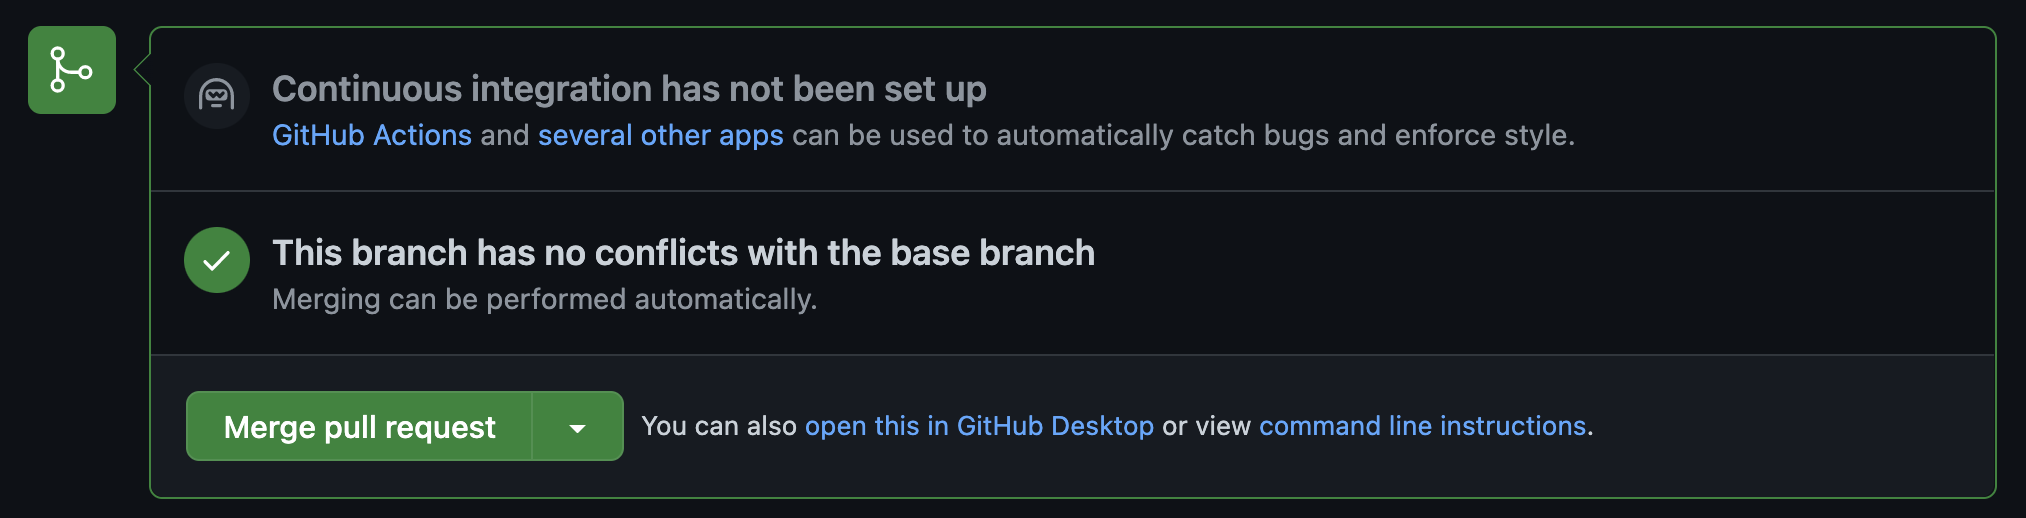 Continuous integration has not been set up
GitHub Actions and several other apps can be used to automatically catch bugs and enforce style.
This branch has no conflicts with the base branch
Merging can be performed automatically.
Merge pull request
You can also open this in GitHub Desktop or view command line instructions.